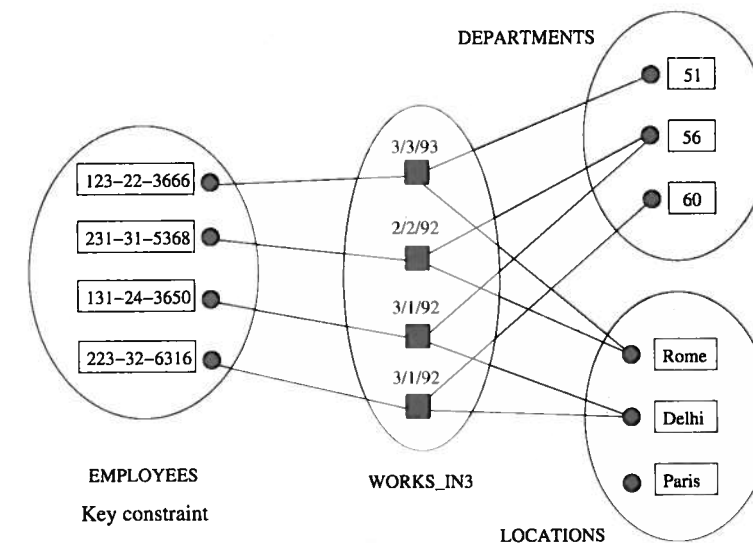 DEPARTMENTS
51
56
60
3/3/93
2/2/92
3/1/92
3/1/92
123-22-3666
231-31-5368
131-24-3650
223-32-6316
Rome
Delhi
Paris
EMPLOYEES
Key constraint
WORKS_IN3
LOCATIONS